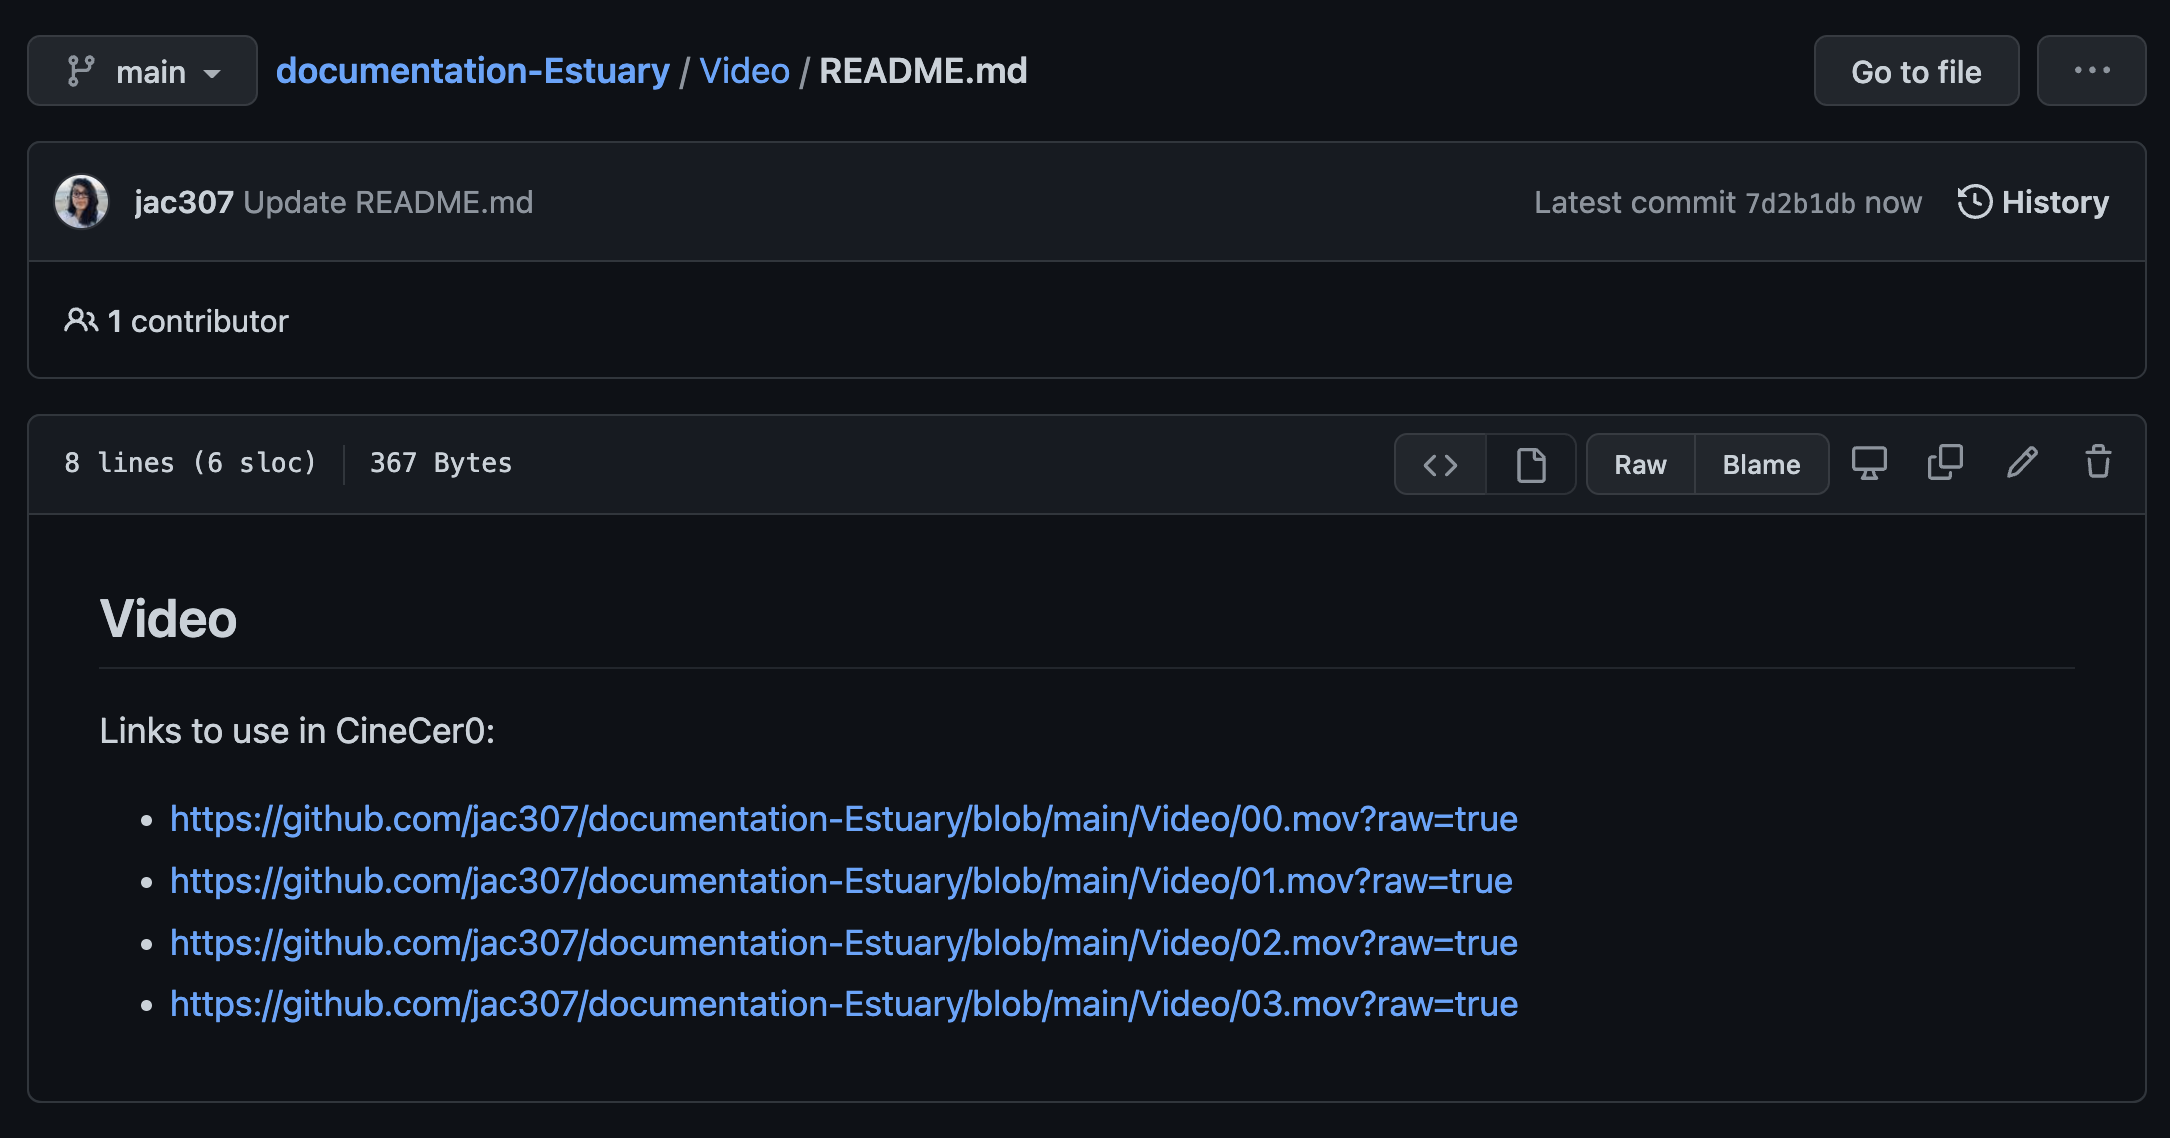 main documentation-Estuary / Video / README.md Go to file ...
jac307 Update README.md Latest commit 7d2b1db now History
1 contributor
8 lines (6 sloc) 367 Bytes <> Raw Blame
Video
Links to use in CineCer0:
• https://github.com/jac307/documentation-Estuary/blob/main/Video/00.mov?raw=true
• https://github.com/jac307/documentation-Estuary/blob/main/Video/01.mov?raw=true
• https://github.com/jac307/documentation-Estuary/blob/main/Video/02.mov?raw=true
• https://github.com/jac307/documentation-Estuary/blob/main/Video/03.mov?raw=true